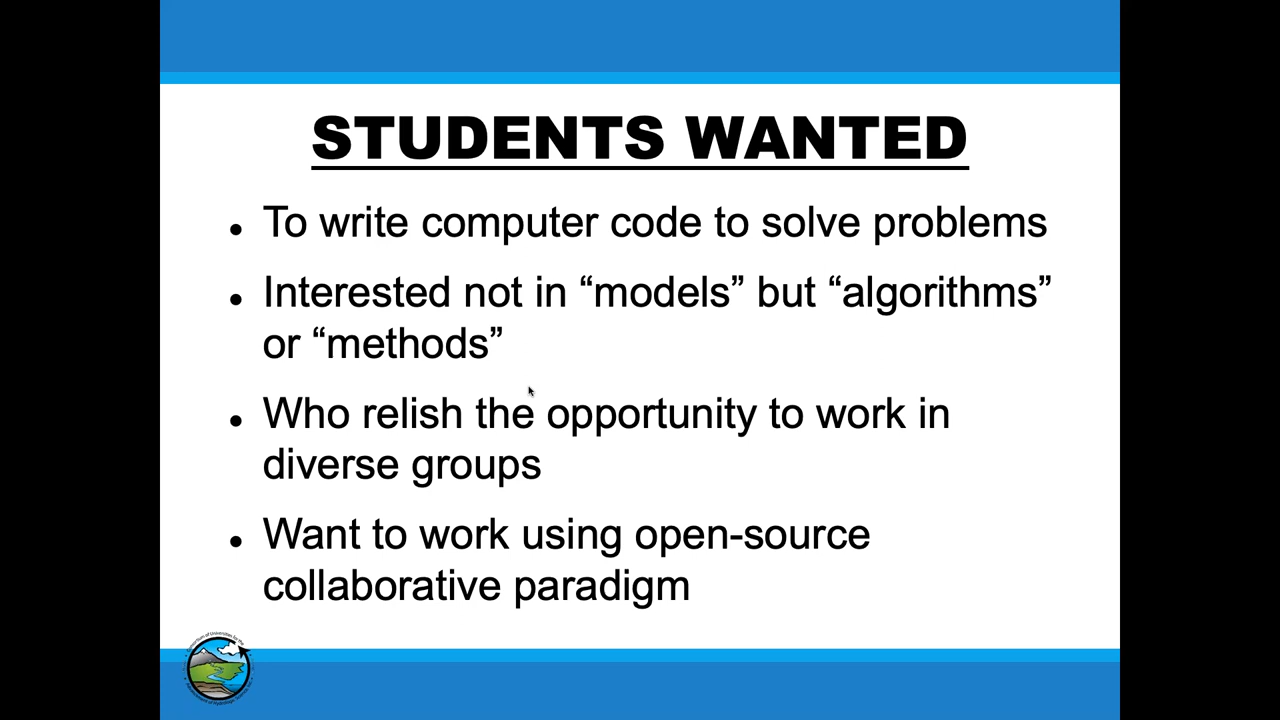 STUDENTS WANTED
• To write computer code to solve problems
• Interested not in “models” but “algorithms”
or “methods”
• Who relish the opportunity to work in
diverse groups
• Want to work using open-source
collaborative paradigm